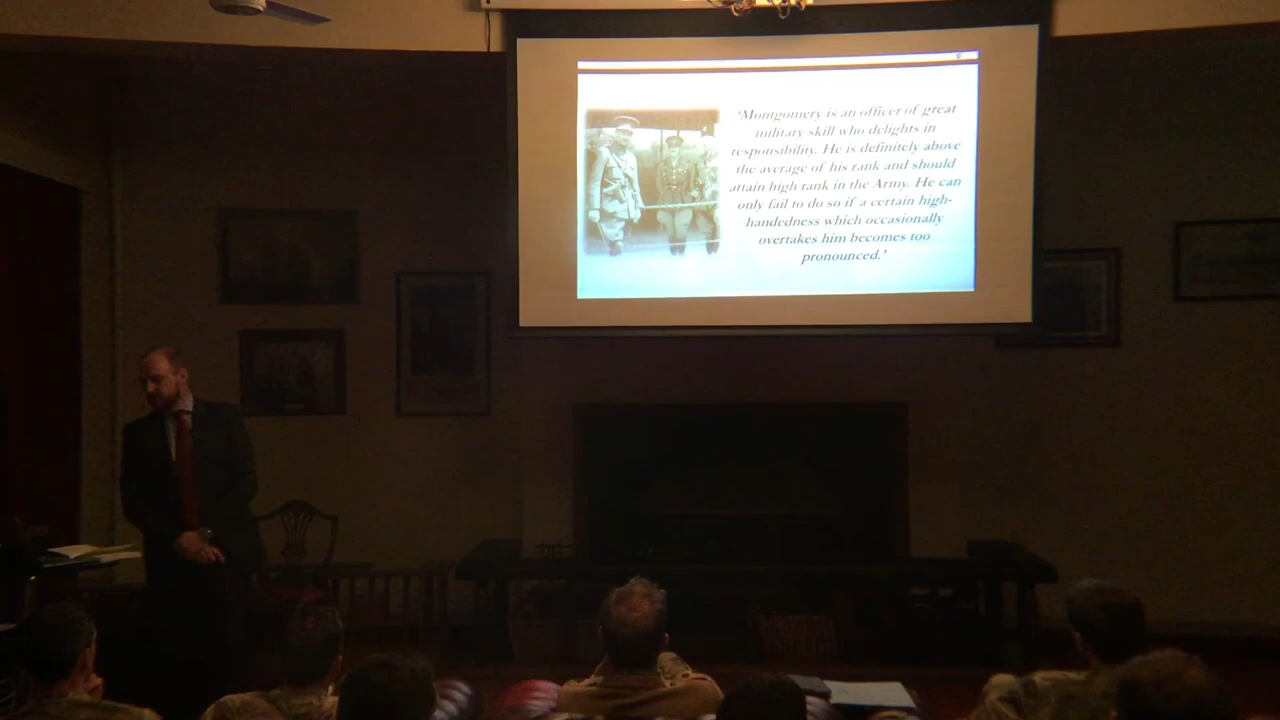 'Montgomery is an officer of great
military skill who delights in
responsibility. He is definitely above
the average of his rank and should
attain high rank in the Army. He can
only fail to do so if a certain high-
handedness which occasionally
overtakes him becomes too
pronounced.'